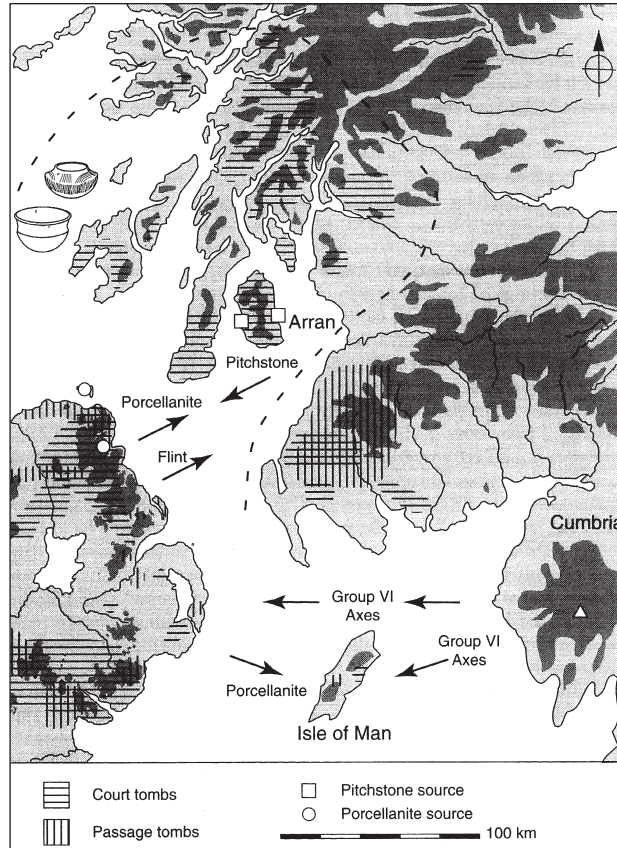 Arran
Pitchstone
Porcellanite
Flint
Cumbria
Group VI
Axes
Group VI
Axes
Porcellanite
Isle of Man
Court tombs
Pitchstone source
Porcellanite source
Passage tombs
100 km